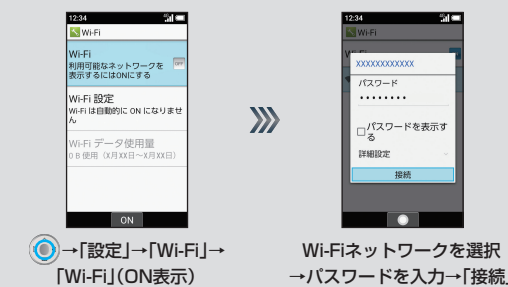 12:34
Wi-Fi
Wi-Fi
利用可能なネットワークを
表示するにはONにする
OFF
Wi-Fi 設定
Wi-Fi は自動的に ON になりませ
ん
Wi-Fi データ使用量
0 B 使用（X月XX日～X月XX日）
ON
→｢設定｣→｢Wi-Fi｣→
｢Wi-Fi｣(ON表示)
12:34
Wi-Fi
XXXXXXXXXXXX
パスワード
••••••••
パスワードを表示す
る
詳細設定
接続
Wi-Fiネットワークを選択
→パスワードを入力→｢接続｣